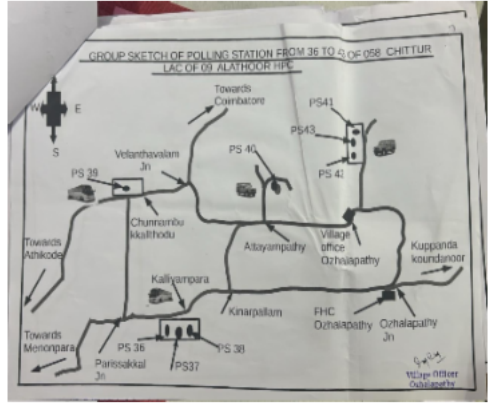 GROUP SKETCH OF POLLING STATION FROM 36 TO 4 OF 058 CHITTUR
LAC OF 09 ALATHOOR HPC
Towards
Coimbatore
W
E
S
PS41
PS43
PS 42
Velanthavalam
Jn
PS 40
PS 39
Chunnambu
kkalithodu
Attayampathy
Village
office
Ozhalapathy
Kuppanda
koundanoor
Towards
Athikode
Kalliyampara
Kinarpallam
FHC
Ozhalapathy
Ozhalapathy
Jn
Towards
Menonpara
Parissakkal
Jn
PS 36
PS37
PS 38
Village Officer
Ozhalapathy